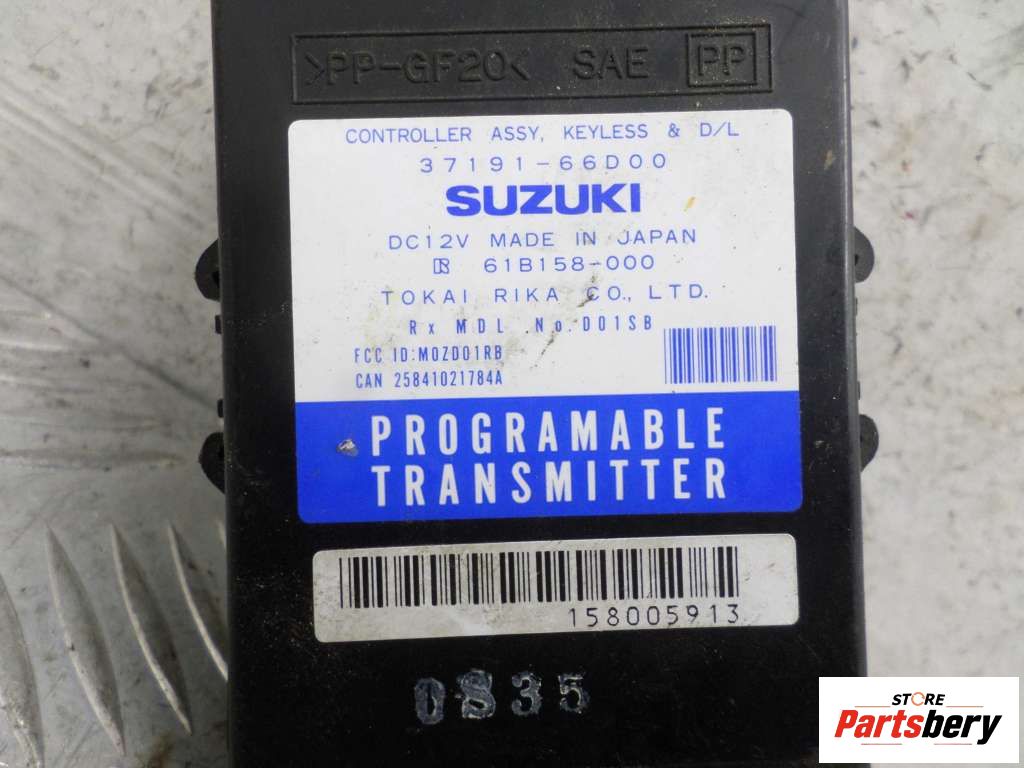 >PP-GF20< SAE PP
CONTROLLER ASSY, KEYLESS & D/L
37191-66D00
SUZUKI
DC12V MADE IN JAPAN
R 61B158-000
TOKAI RIKA CO., LTD.
Rx MDL No.D01SB
FCC ID:MOZD01RB
CAN 25841021784A
PROGRAMABLE
TRANSMITTER
158005913
0835
STORE
Partsbery